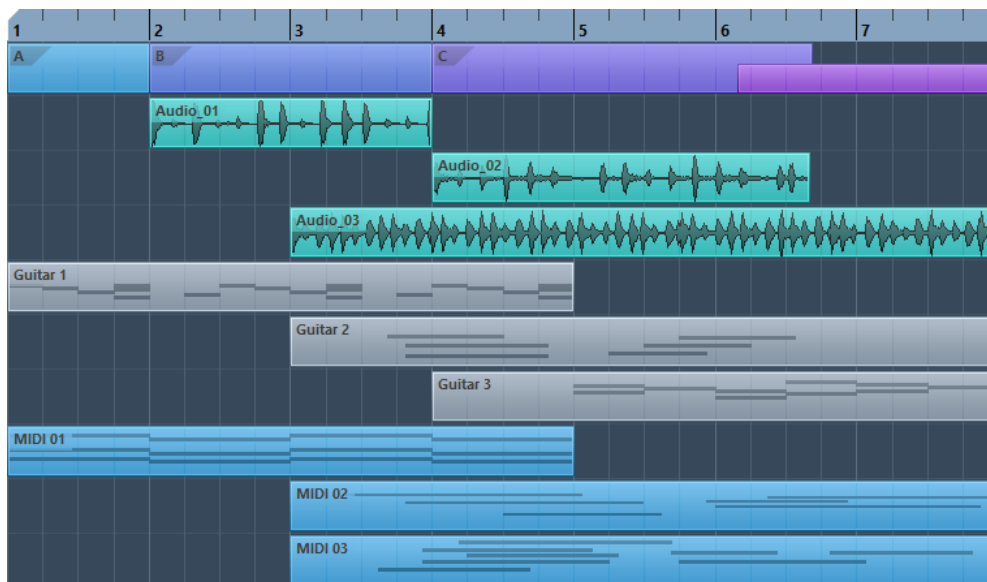 1 2 3 4 5 6 7
A B C
Audio_01
Audio_02
Audio_03
Guitar 1
Guitar 2
Guitar 3
MIDI 01
MIDI 02
MIDI 03